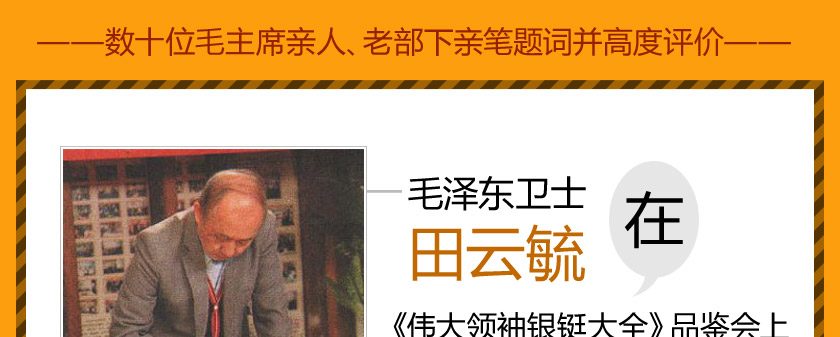 ——数十位毛主席亲人、老部下亲笔题词并高度评价——
毛泽东卫士
田云毓
在
《伟大领袖银铤大全》品鉴会上